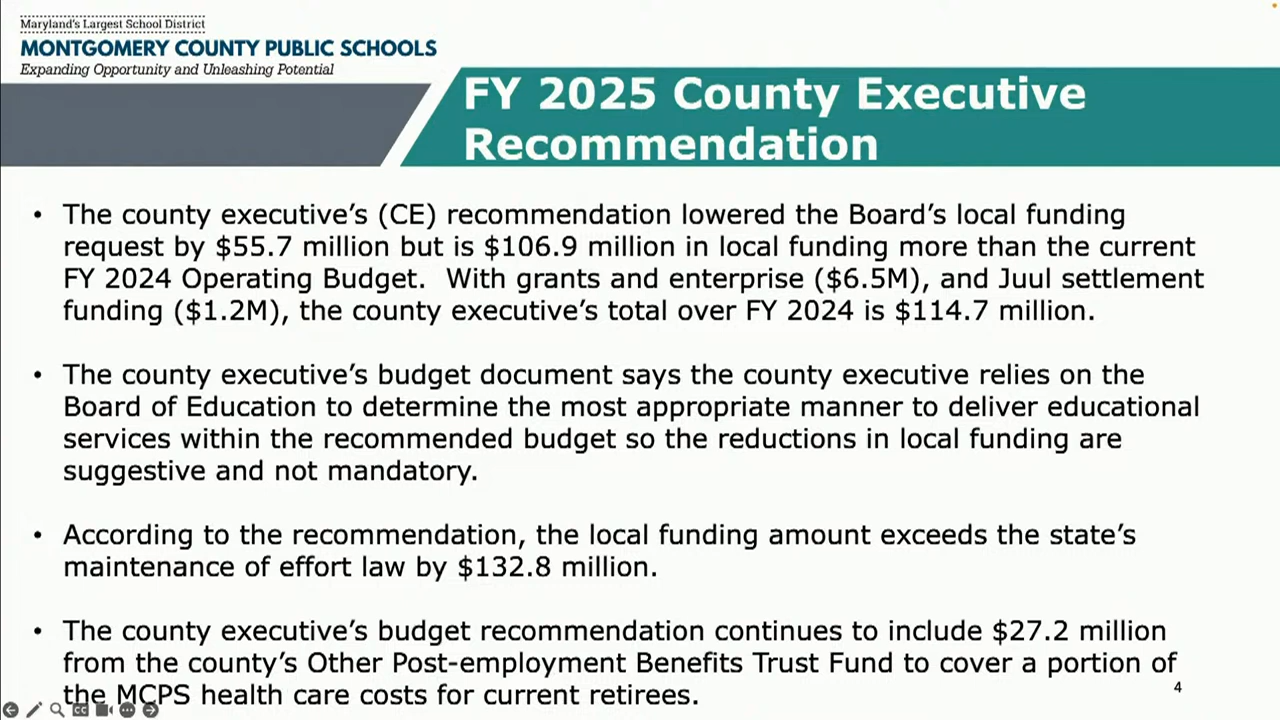 Maryland's Largest School District
MONTGOMERY COUNTY PUBLIC SCHOOLS
Expanding Opportunity and Unleashing Potential
FY 2025 County Executive
Recommendation
• The county executive's (CE) recommendation lowered the Board's local funding
request by $55.7 million but is $106.9 million in local funding more than the current
FY 2024 Operating Budget.  With grants and enterprise ($6.5M), and Juul settlement
funding ($1.2M), the county executive's total over FY 2024 is $114.7 million.
• The county executive's budget document says the county executive relies on the
Board of Education to determine the most appropriate manner to deliver educational
services within the recommended budget so the reductions in local funding are
suggestive and not mandatory.
• According to the recommendation, the local funding amount exceeds the state's
maintenance of effort law by $132.8 million.
• The county executive's budget recommendation continues to include $27.2 million
from the county's Other Post-employment Benefits Trust Fund to cover a portion of
the MCPS health care costs for current retirees.
4
CC